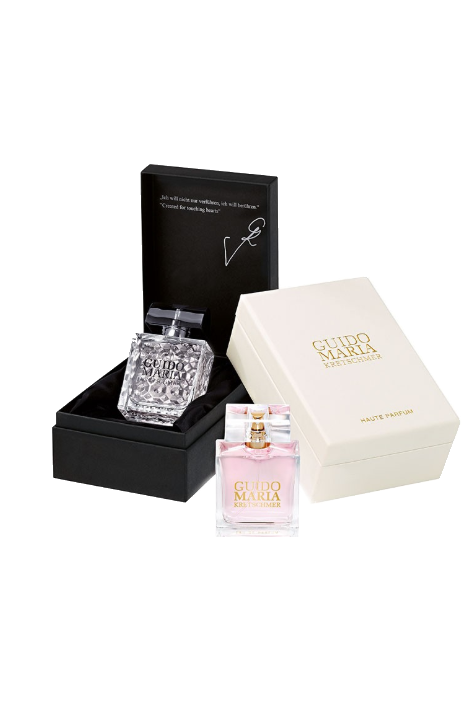 „Ich will nicht nur verführen, ich will berühren.“
"Created for touching hearts"
GUIDO
MARIA
GUIDO
MARIA
KRETSCHMER
HAUTE PARFUM
GUIDO
MARIA
KRETSCHMER